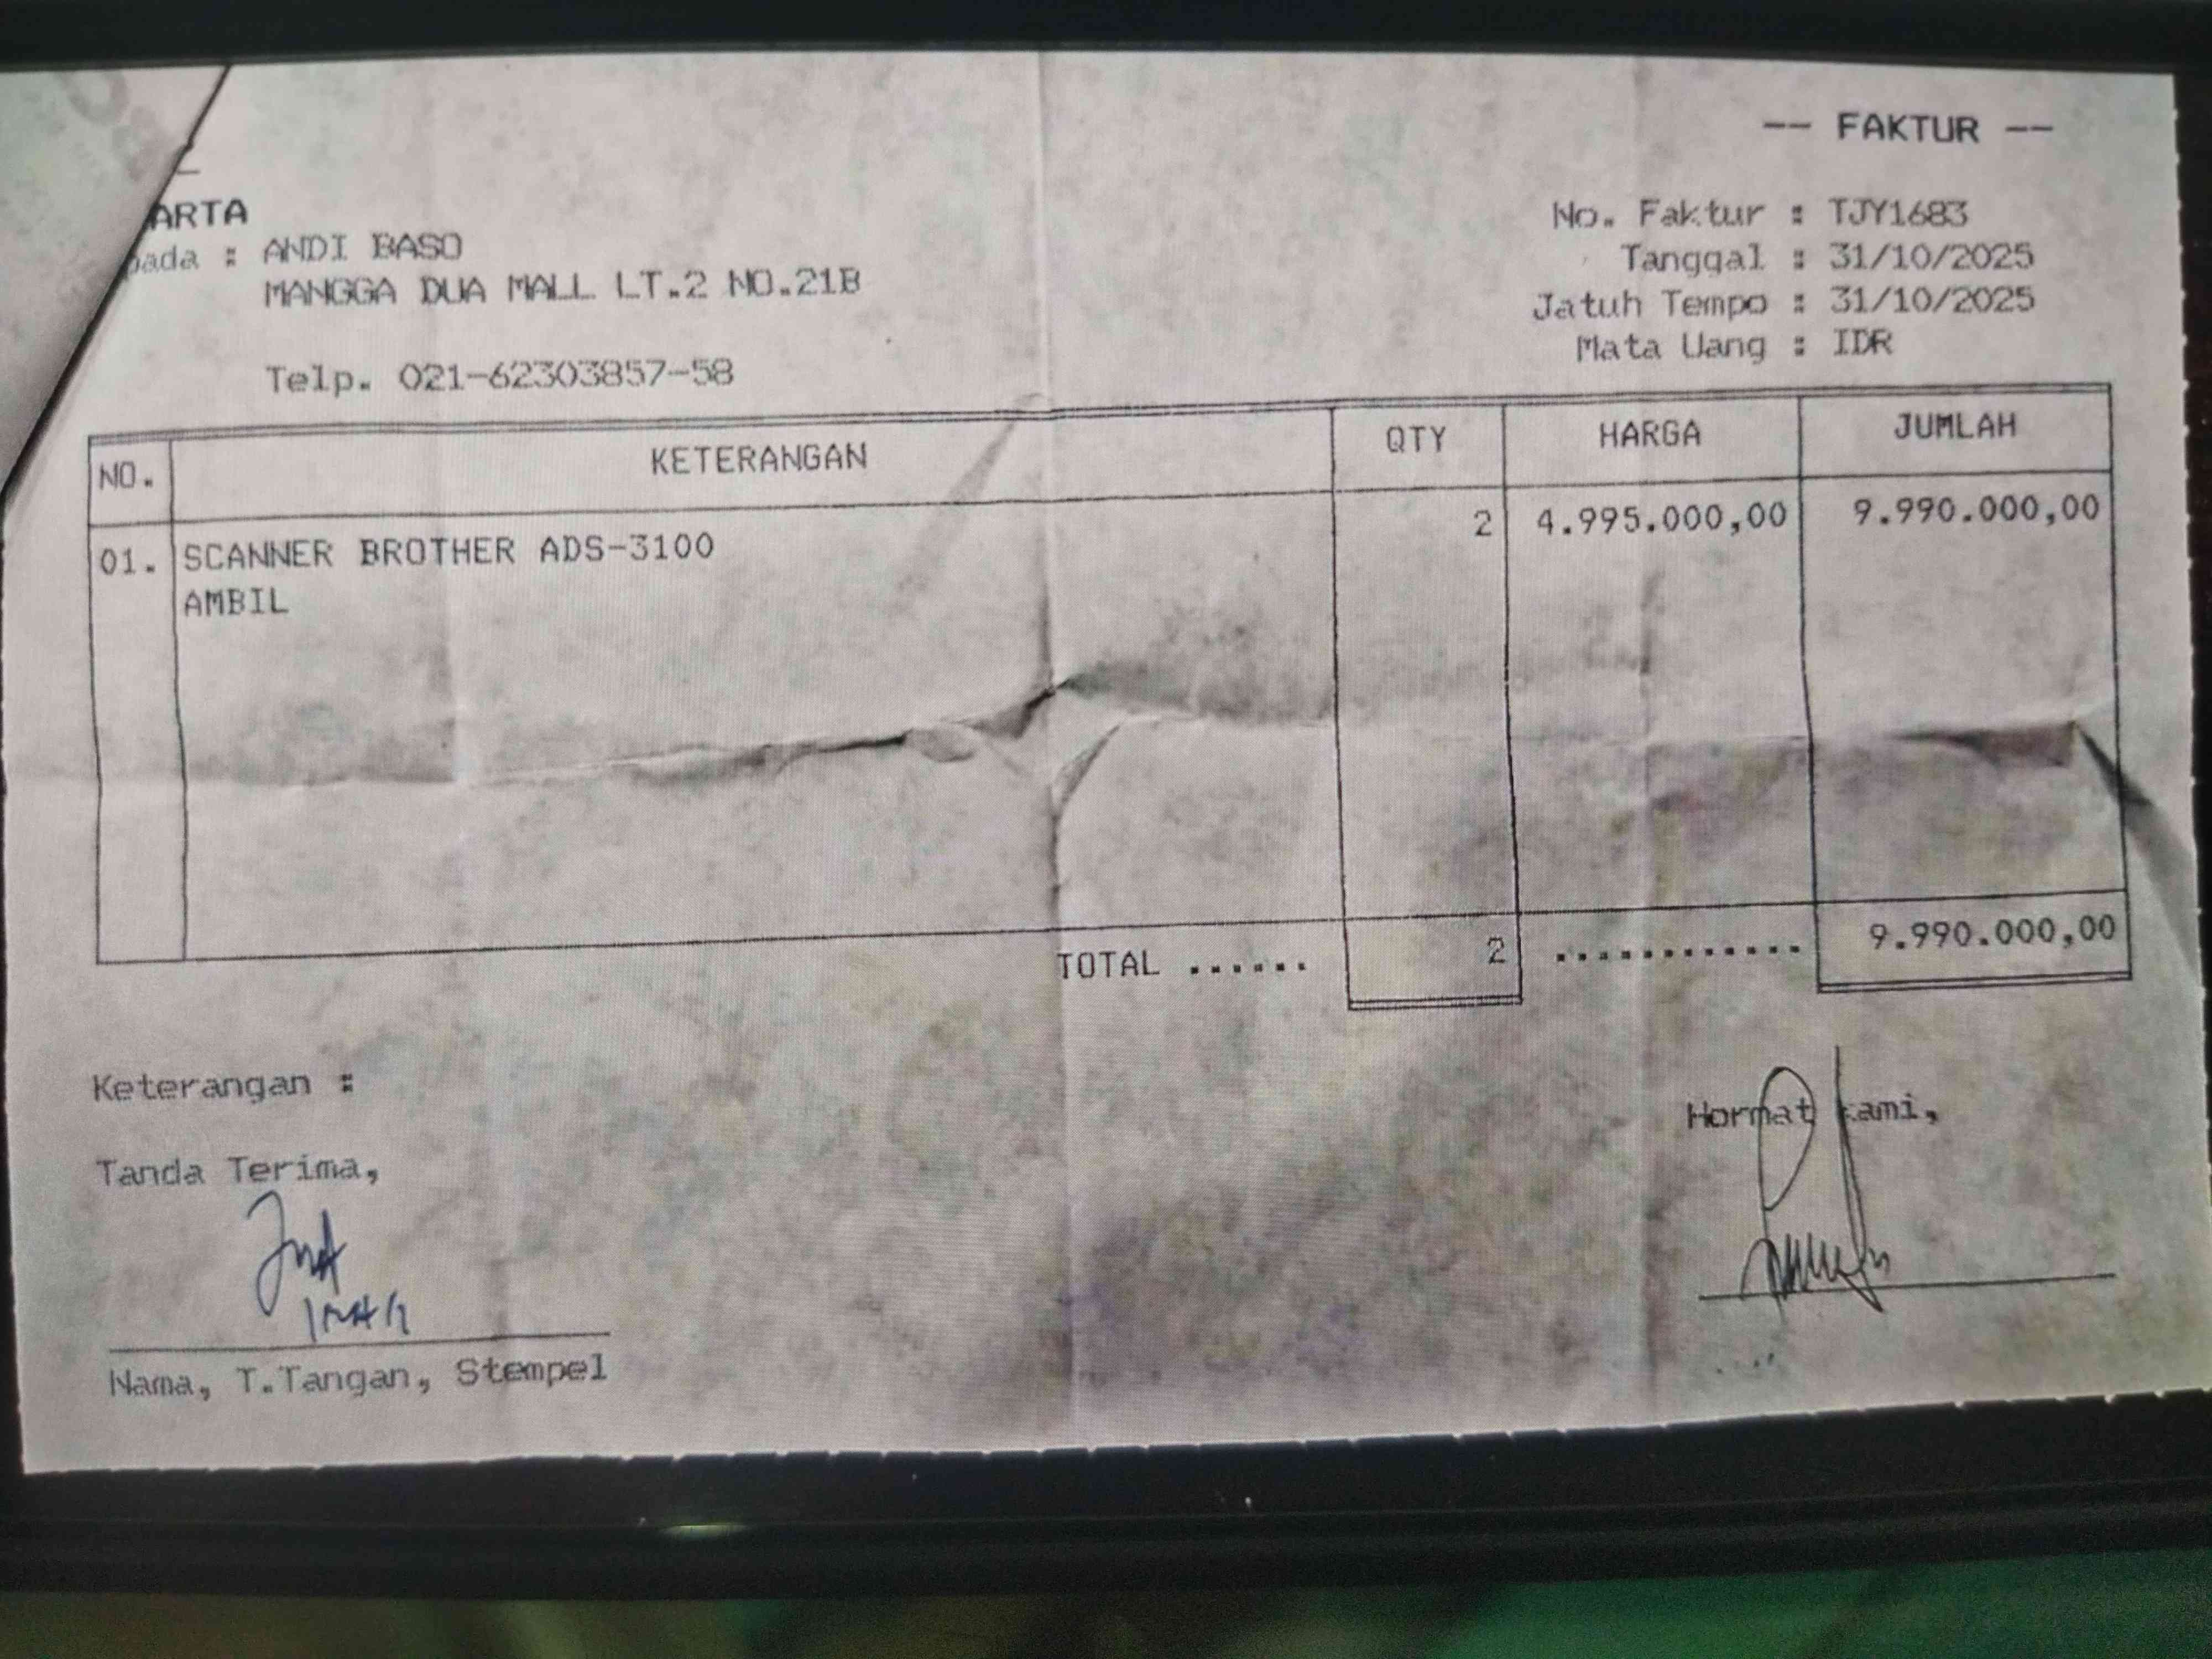 -- FAKTUR --
ARTA
No. Faktur : TJY1683
pada : ANDI BASO
Tanggal : 31/10/2025
MANGGA DUA MALL LT.2 NO.21B
Jatuh Tempo : 31/10/2025
Mata Uang : IDR
Telp. 021-62303857-58
NO. KETERANGAN QTY HARGA JUMLAH
01. SCANNER BROTHER ADS-3100 2 4.995.000,00 9.990.000,00
AMBIL
TOTAL ...... 2 ............ 9.990.000,00
Keterangan :
Hormat kami,
Tanda Terima,
Nama, T.Tangan, Stempel